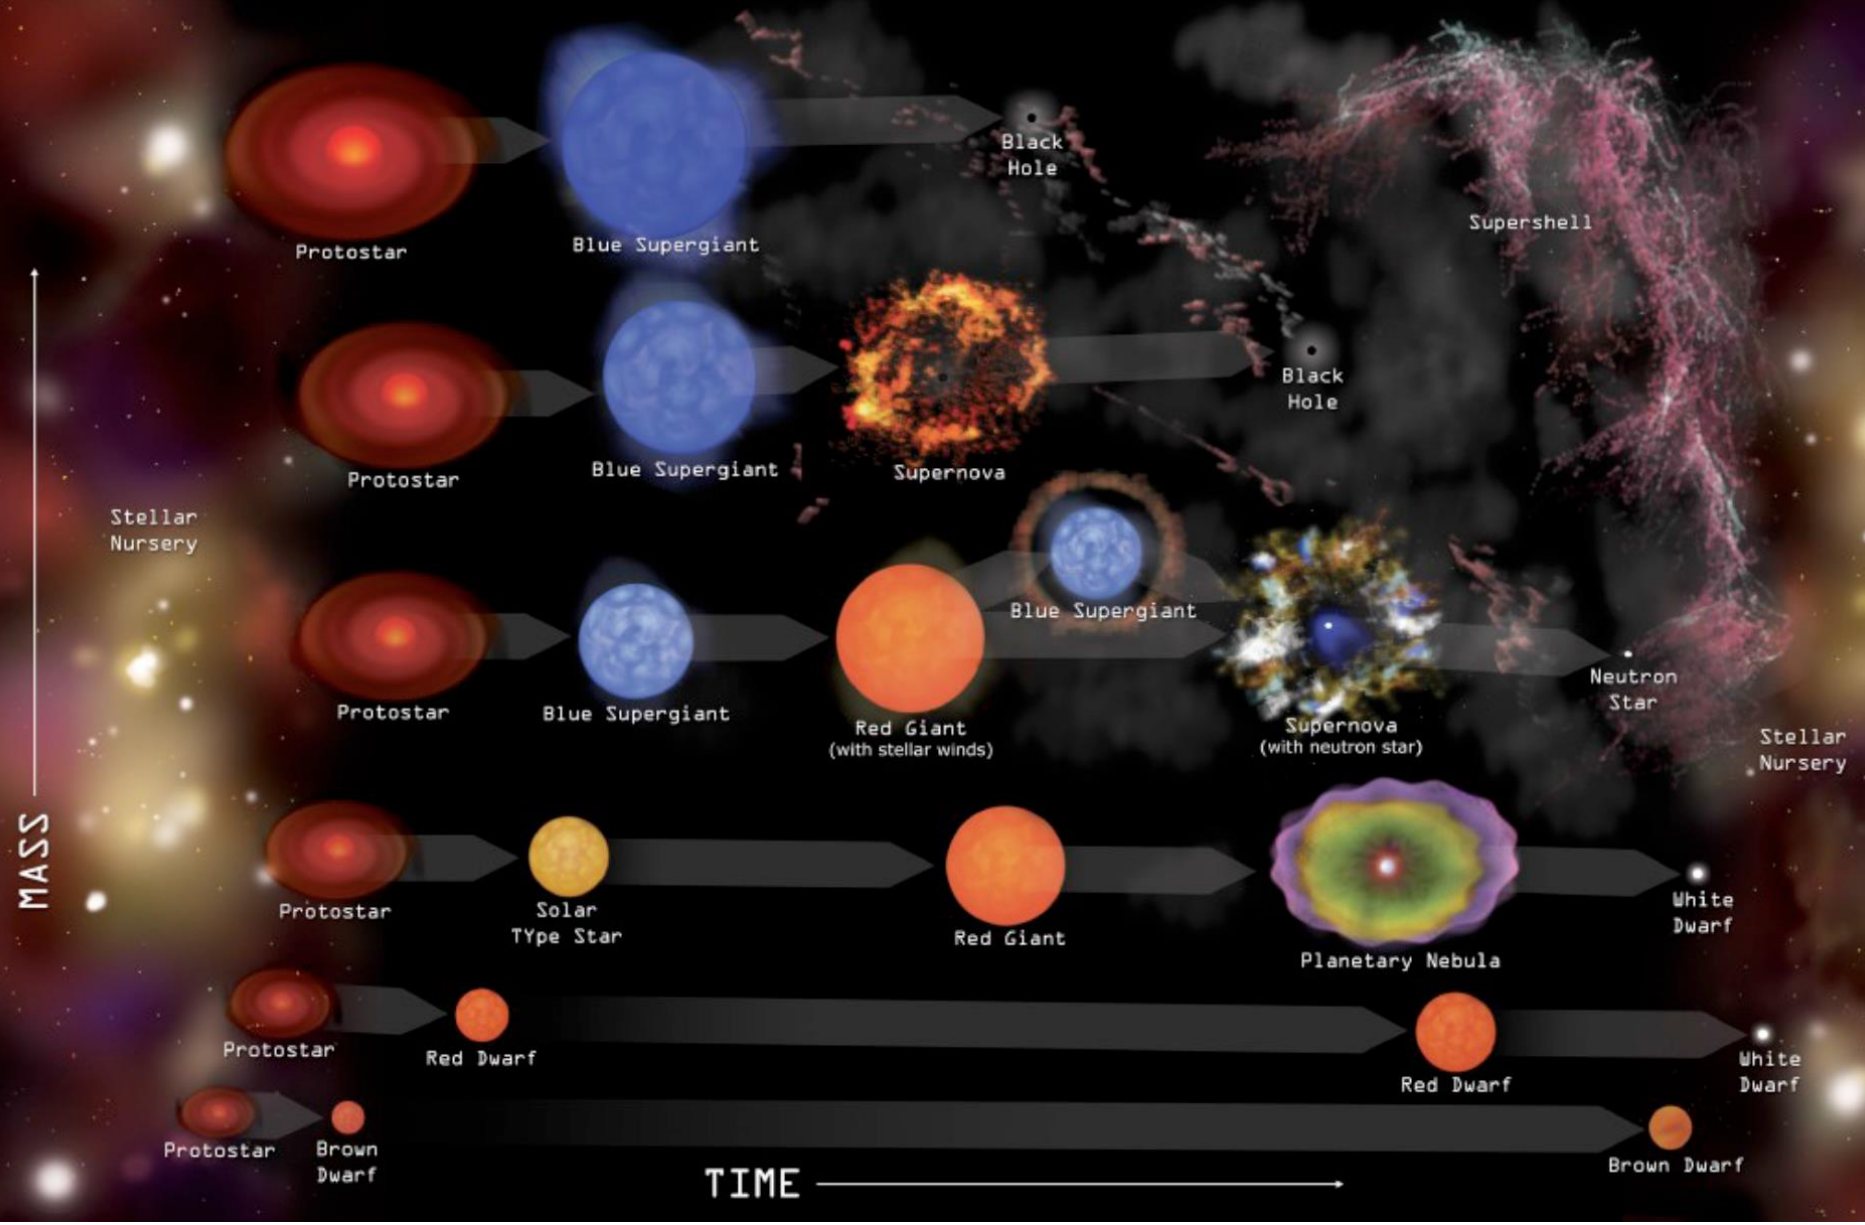 Black
Hole
Supershell
Protostar
Blue Supergiant
Black
Hole
Protostar
Blue Supergiant
Supernova
Stellar
Nursery
Blue Supergiant
Neutron
Star
Protostar
Blue Supergiant
Red Giant
(with stellar winds)
Supernova
(with neutron star)
Stellar
Nursery
MASS
Protostar
Solar
TYpe Star
Red Giant
Planetary Nebula
White
Dwarf
Protostar
Red Dwarf
Red Dwarf
White
Dwarf
Protostar
Brown
Dwarf
Brown Dwarf
TIME